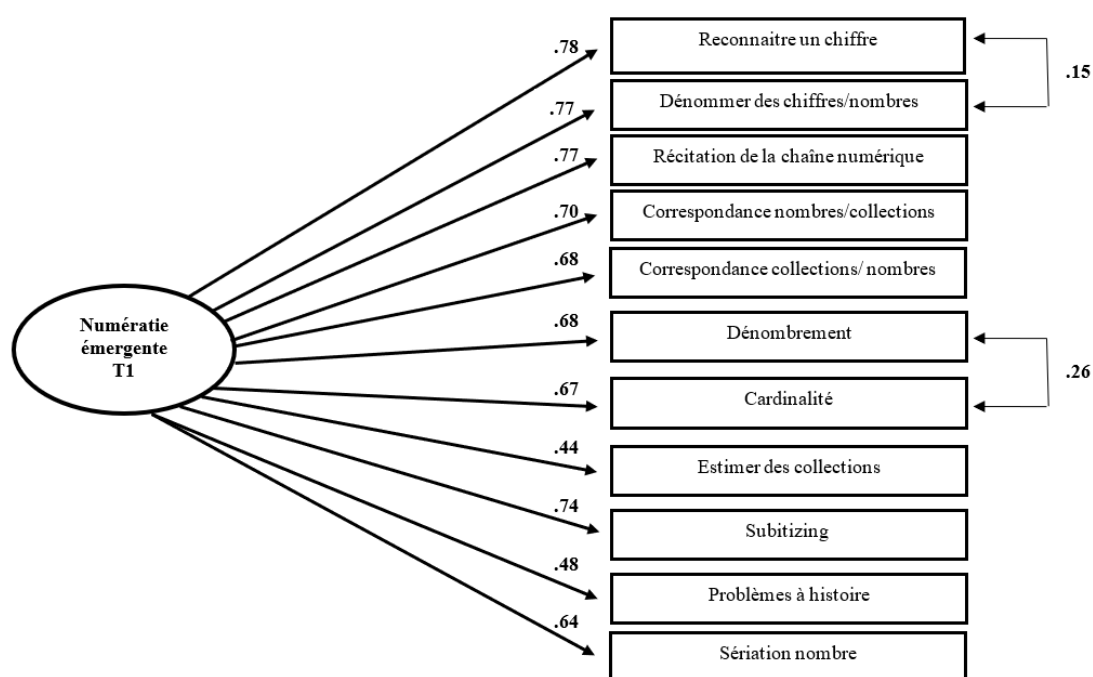 .78
Reconnaitre un chiffre
.15
.77
Dénommer des chiffres/nombres
.77
Récitation de la chaîne numérique
.70
Correspondance nombres/collections
.68
Correspondance collections/ nombres
Numératie
émergente
T1
.68
Dénombrement
.26
.67
Cardinalité
.44
Estimer des collections
.74
Subitizing
.48
Problèmes à histoire
.64
Sériation nombre